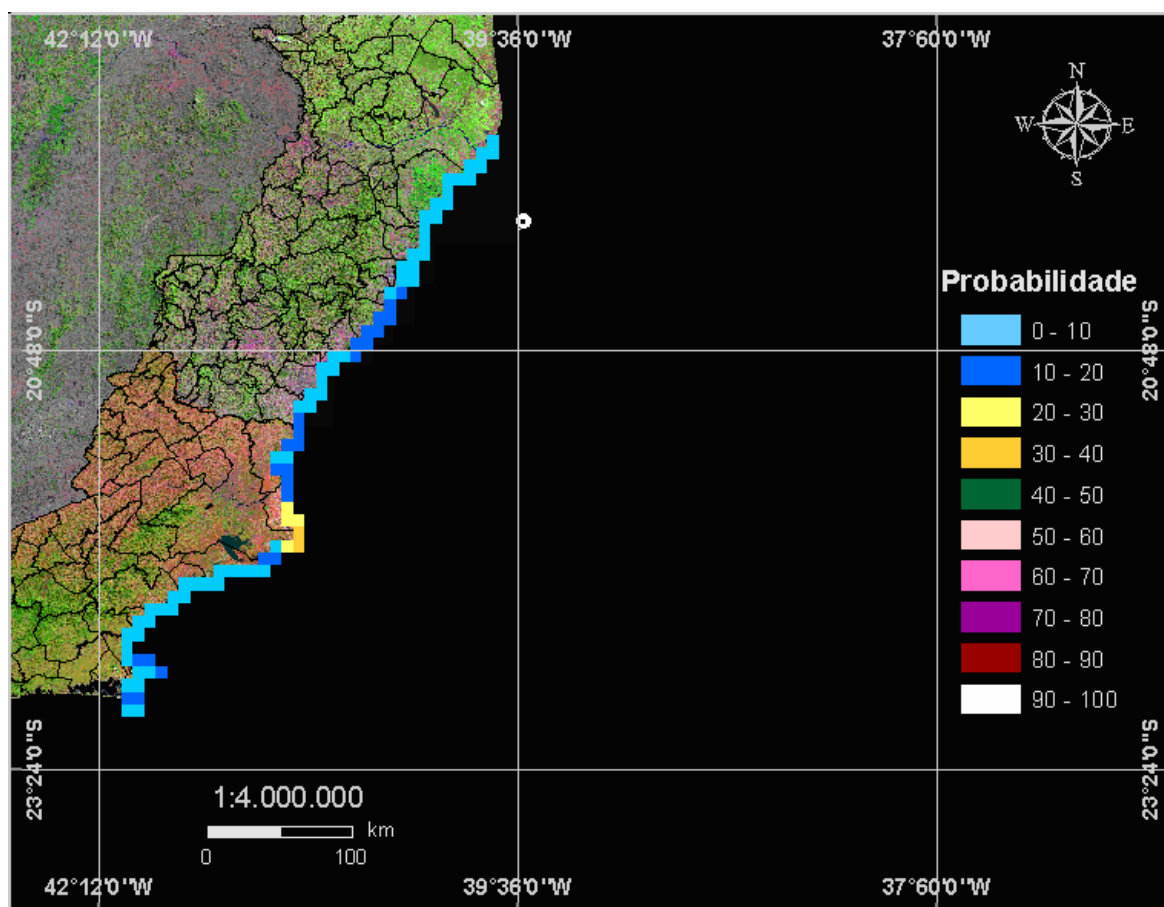 42°12'0"W 39°36'0"W 37°60'0"W
N
W E
S
Probabilidade
0 - 10
10 - 20
20 - 30
30 - 40
40 - 50
50 - 60
60 - 70
70 - 80
80 - 90
90 - 100
20°48'0"S 20°48'0"S
23°24'0"S 23°24'0"S
1:4.000.000
km
0 100
42°12'0"W 39°36'0"W 37°60'0"W